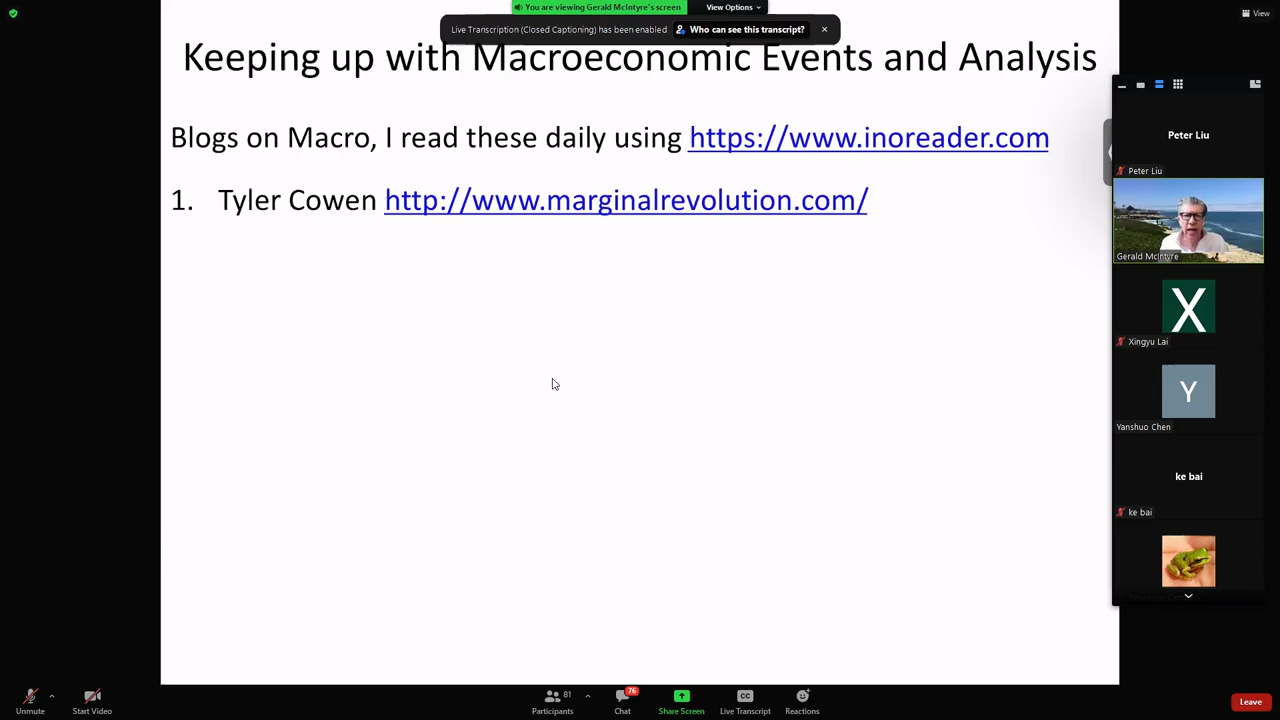 You are viewing Gerald McIntyre's screen
View Options
View
Live Transcription (Closed Captioning) has been enabled
Who can see this transcript?
Keeping up with Macroeconomic Events and Analysis
Blogs on Macro, I read these daily using https://www.inoreader.com
1. Tyler Cowen http://www.marginalrevolution.com/
Peter Liu
Peter Liu
Gerald McIntyre
X
Xingyu Lai
Y
Yanshuo Chen
ke bai
ke bai
Unmute
Start Video
81
Participants
76
Chat
Share Screen
CC
Live Transcript
Reactions
Leave